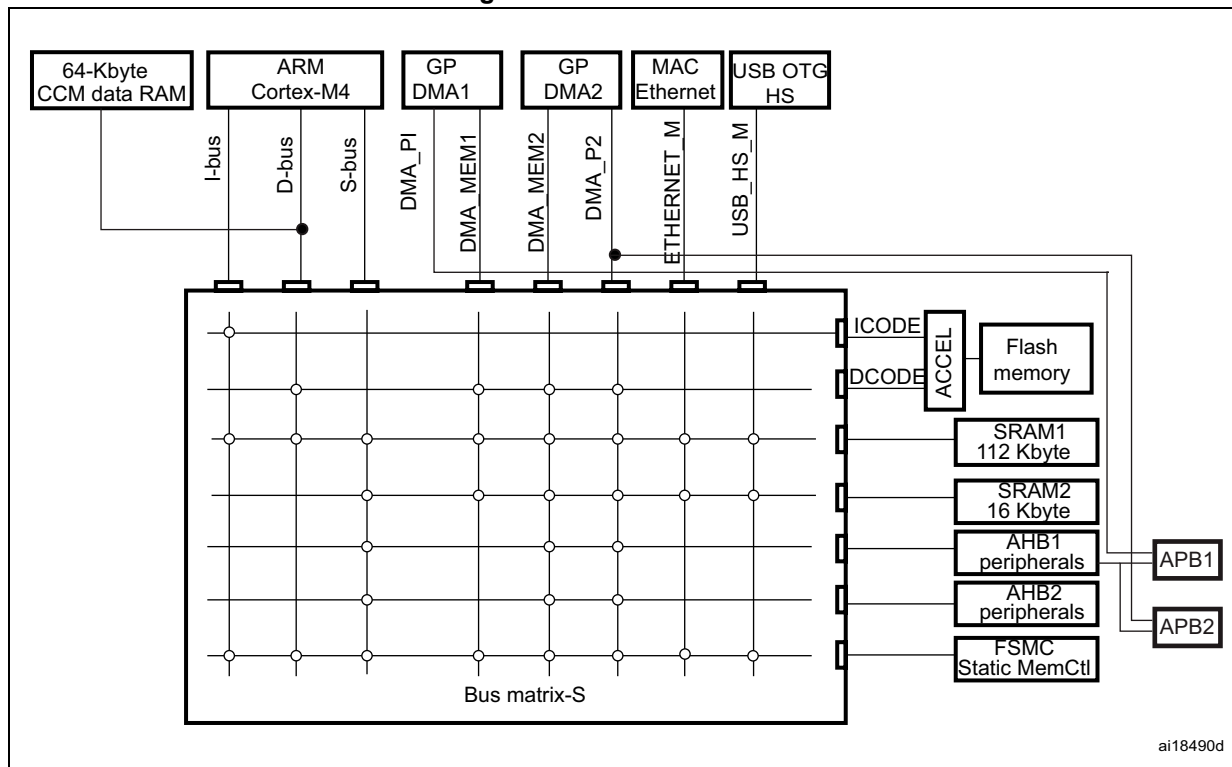 64-Kbyte
CCM data RAM
ARM
Cortex-M4
GP
DMA1
GP
DMA2
MAC
Ethernet
USB OTG
HS
I-bus
D-bus
S-bus
DMA_PI
DMA_MEM1
DMA_MEM2
DMA_P2
ETHERNET_M
USB_HS_M
ICODE
DCODE
ACCEL
Flash
memory
SRAM1
112 Kbyte
SRAM2
16 Kbyte
AHB1
peripherals
AHB2
peripherals
FSMC
Static MemCtl
APB1
APB2
Bus matrix-S
ai18490d